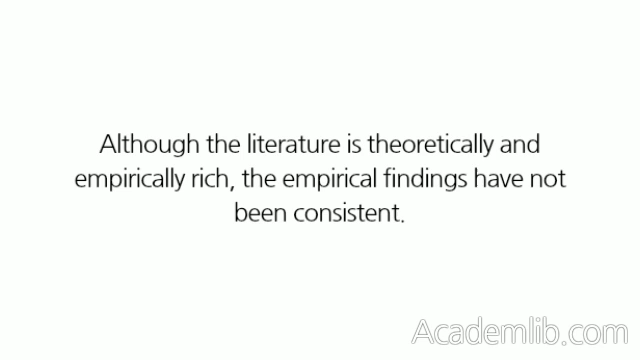 Although the literature is theoretically and
empirically rich, the empirical findings have not
been consistent.
Academlib.com